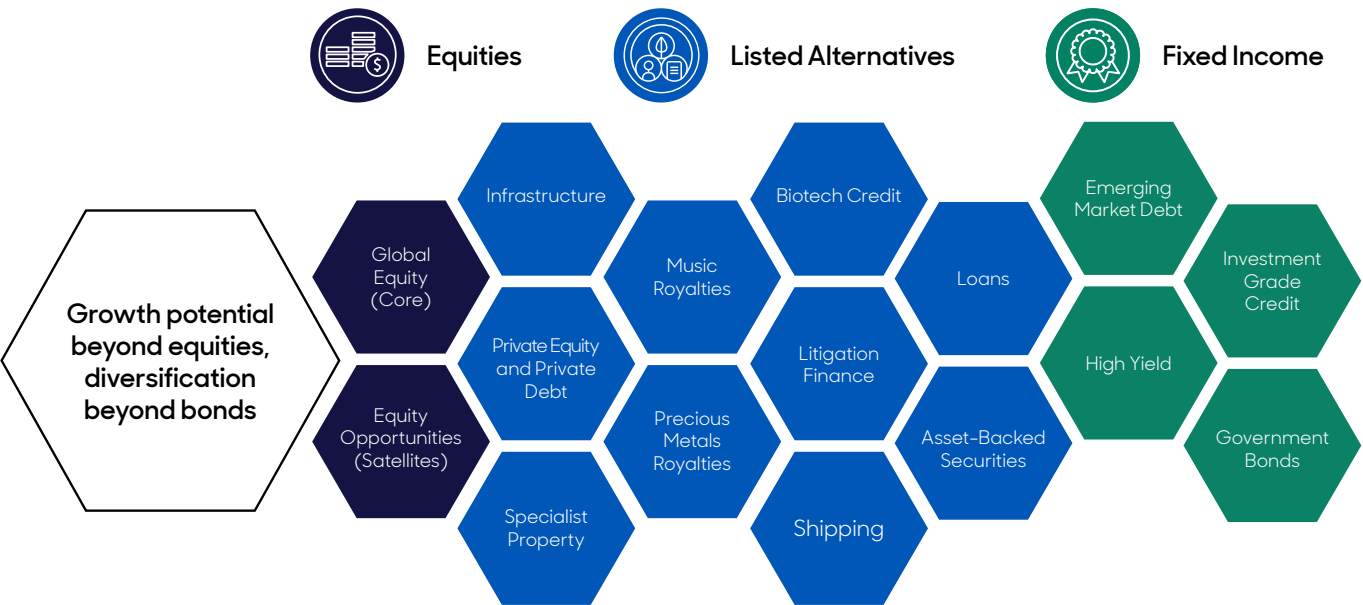 Equities
Listed Alternatives
Fixed Income
$
Growth potential
beyond equities,
diversification
beyond bonds
Global
Equity
(Core)
Equity
Opportunities
(Satellites)
Infrastructure
Private Equity
and Private
Debt
Specialist
Property
Music
Royalties
Precious
Metals
Royalties
Biotech Credit
Litigation
Finance
Shipping
Loans
Asset-Backed
Securities
Emerging
Market Debt
High Yield
Investment
Grade
Credit
Government
Bonds